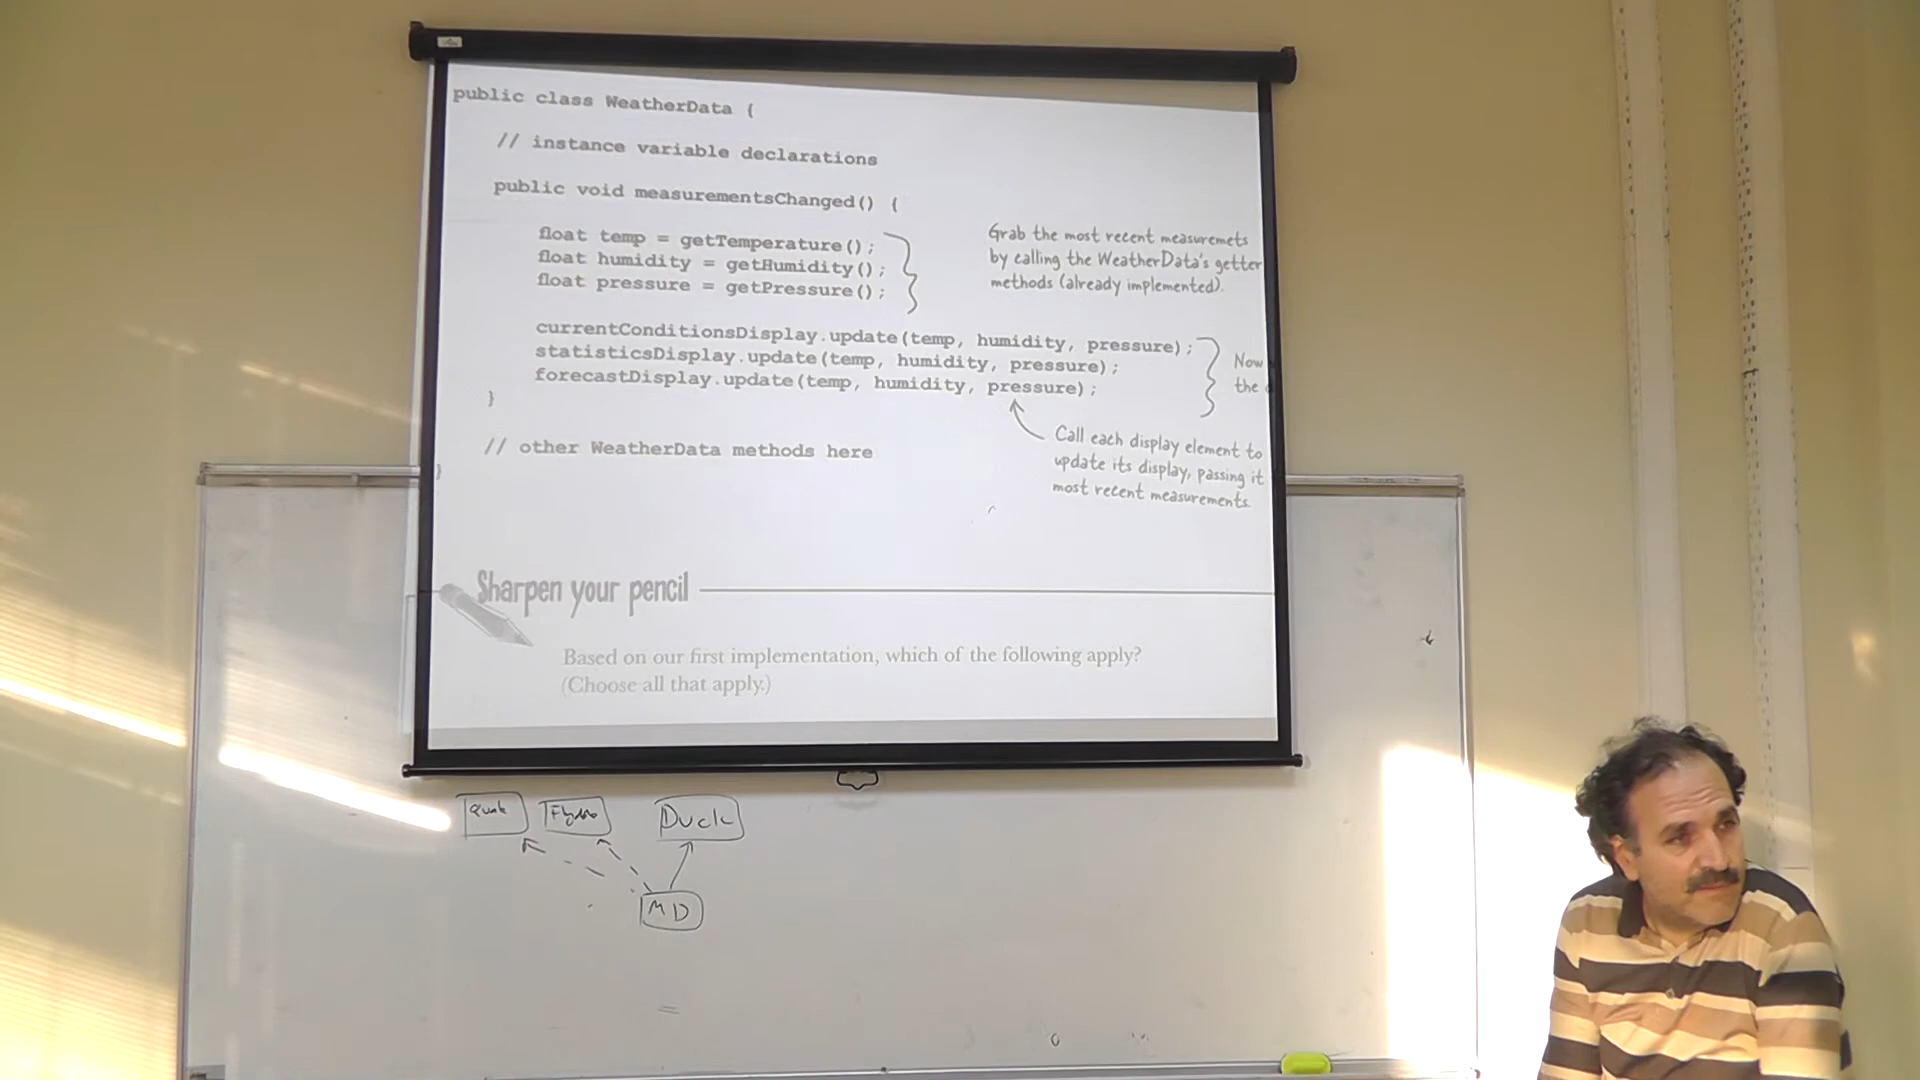 public class WeatherData {
// instance variable declarations
public void measurementsChanged() {
float temp = getTemperature();
float humidity = getHumidity();
float pressure = getPressure();
Grab the most recent measuremets
by calling the WeatherData's getter
methods (already implemented).
currentConditionsDisplay.update(temp, humidity, pressure);
statisticsDisplay.update(temp, humidity, pressure);
forecastDisplay.update(temp, humidity, pressure);
Now
the
}
Call each display element to
update its display, passing it
most recent measurements.
// other WeatherData methods here
}
Sharpen your pencil
Based on our first implementation, which of the following apply?
(Choose all that apply.)
Duck
MD